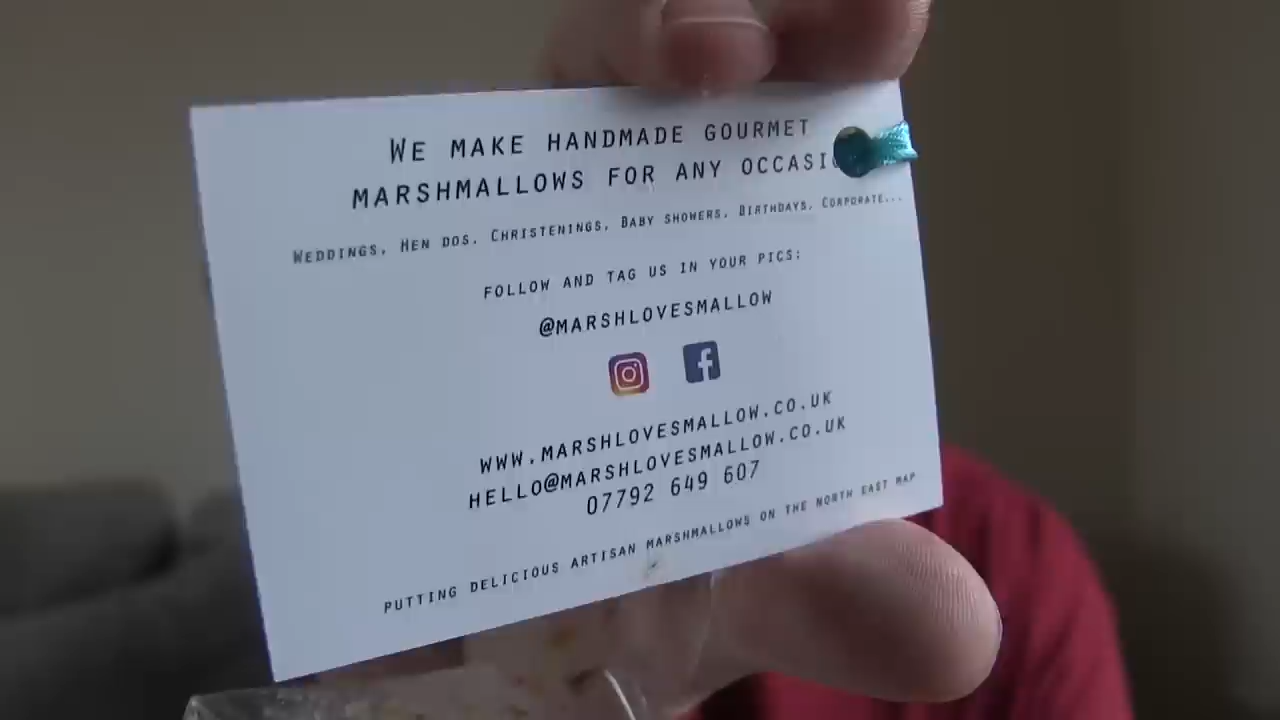 WE MAKE HANDMADE GOURMET
MARSHMALLOWS FOR ANY
WEDDINGS, HEN DOS, CHRISTENINGS, BABY SHOWERS, BIRTHDAYS, CORPORATE...
FOLLOW AND TAG US IN YOUR PICS:
@MARSHLOVESMALLOW
WWW.MARSHLOVESMALLOW.CO.UK
HELLO@MARSHLOVESMALLOW.CO.UK
07792 649 607
PUTTING DELICIOUS ARTISAN MARSHMALLOWS ON THE NORTH EAST MAP